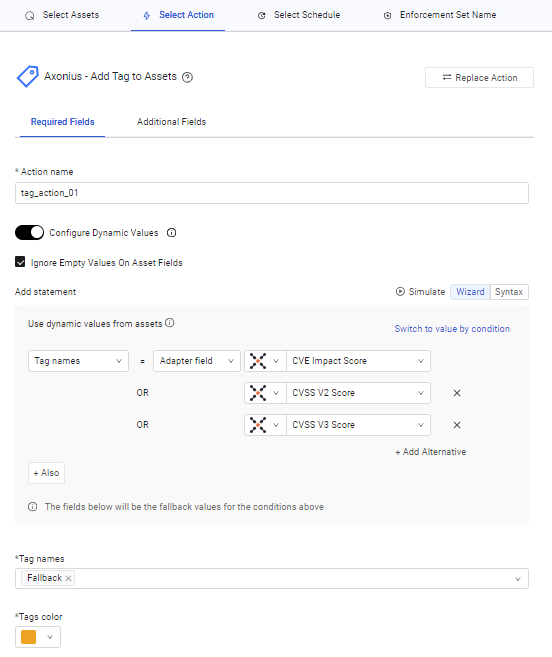 Select Assets Select Action Select Schedule Enforcement Set Name
Axonius - Add Tag to Assets Replace Action
Required Fields Additional Fields
* Action name
tag_action_01
Configure Dynamic Values
Ignore Empty Values On Asset Fields
Add statement Simulate Wizard Syntax
Use dynamic values from assets Switch to value by condition
Tag names = Adapter field CVE Impact Score
OR CVSS V2 Score
OR CVSS V3 Score
+ Add Alternative
+ Also
The fields below will be the fallback values for the conditions above
*Tag names
Fallback
*Tags color